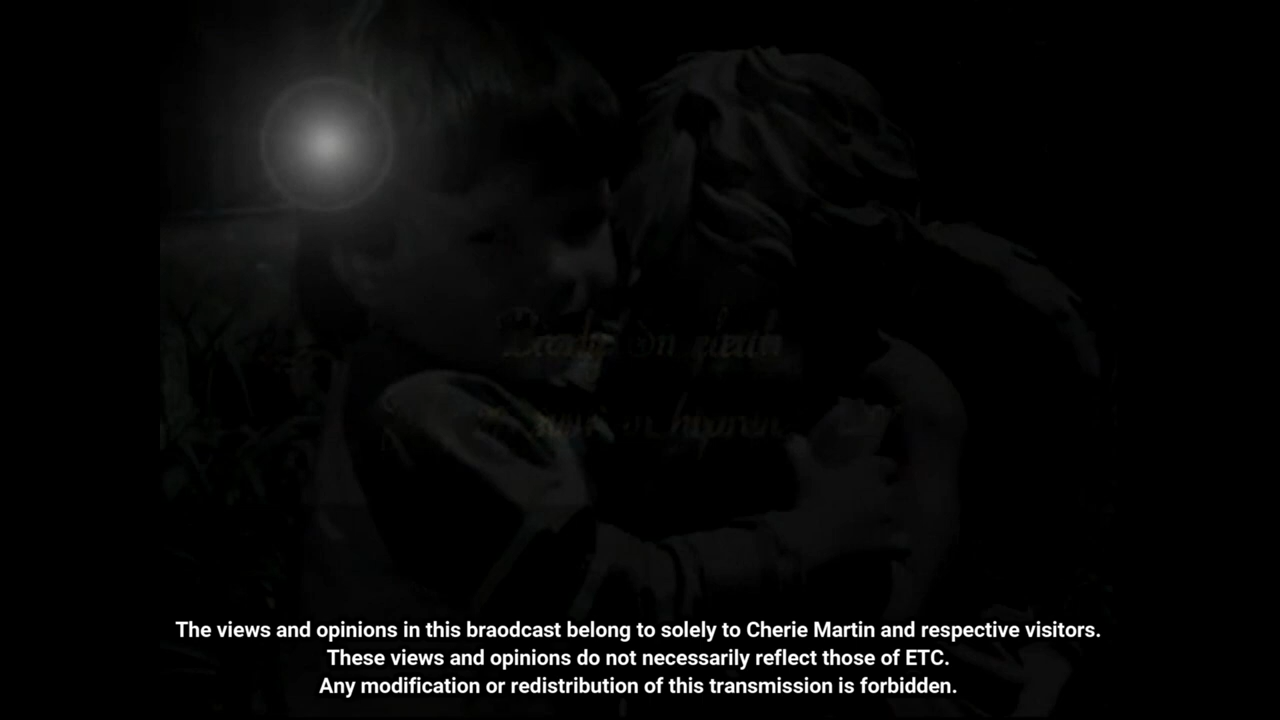 The views and opinions in this braodcast belong to solely to Cherie Martin and respective visitors.
These views and opinions do not necessarily reflect those of ETC.
Any modification or redistribution of this transmission is forbidden.